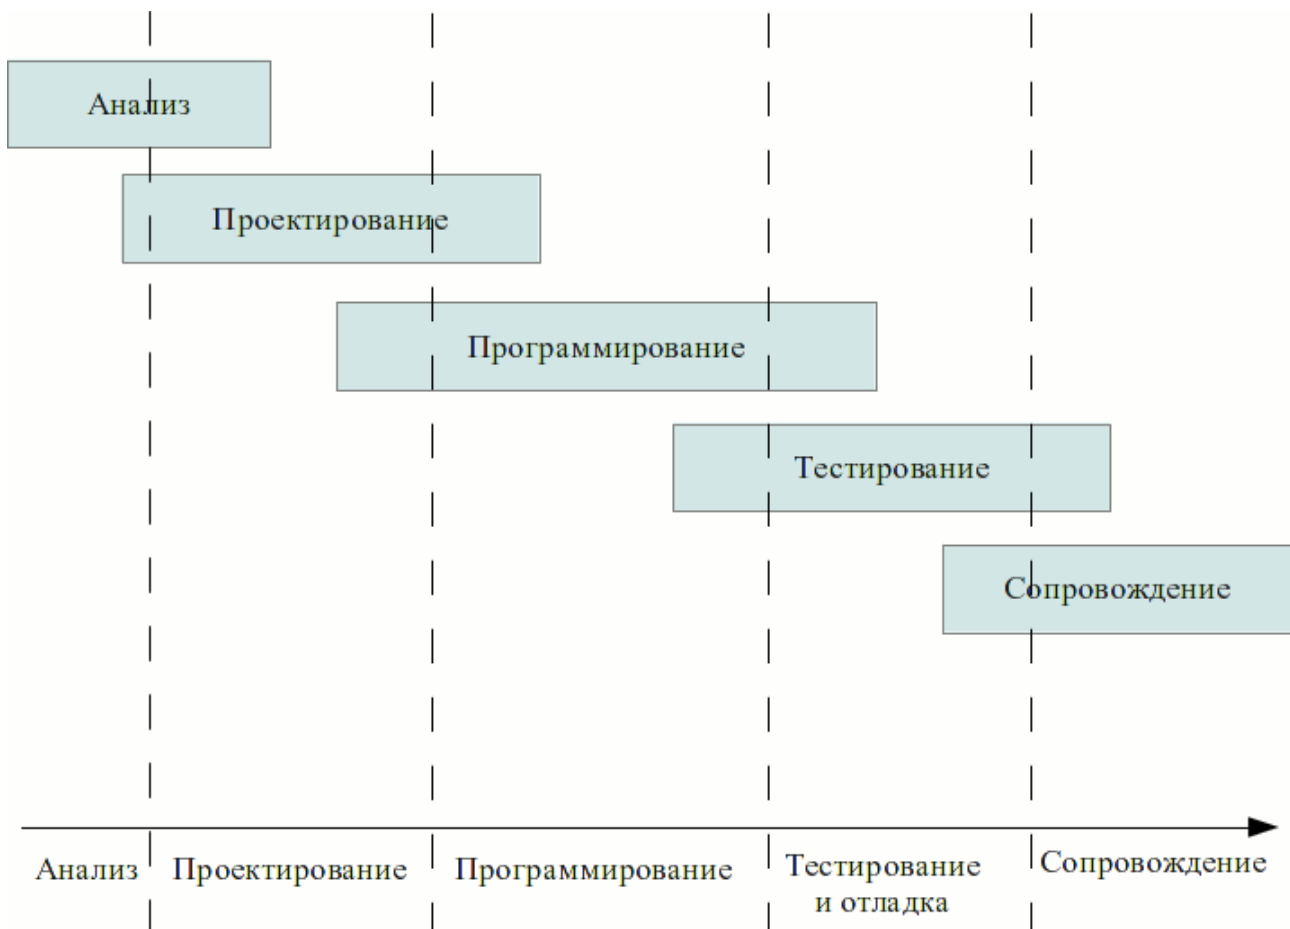 Анализ
Проектирование
Программирование
Тестирование
Сопровождение
Анализ
Проектирование
Программирование
Тестирование
и отладка
Сопровождение